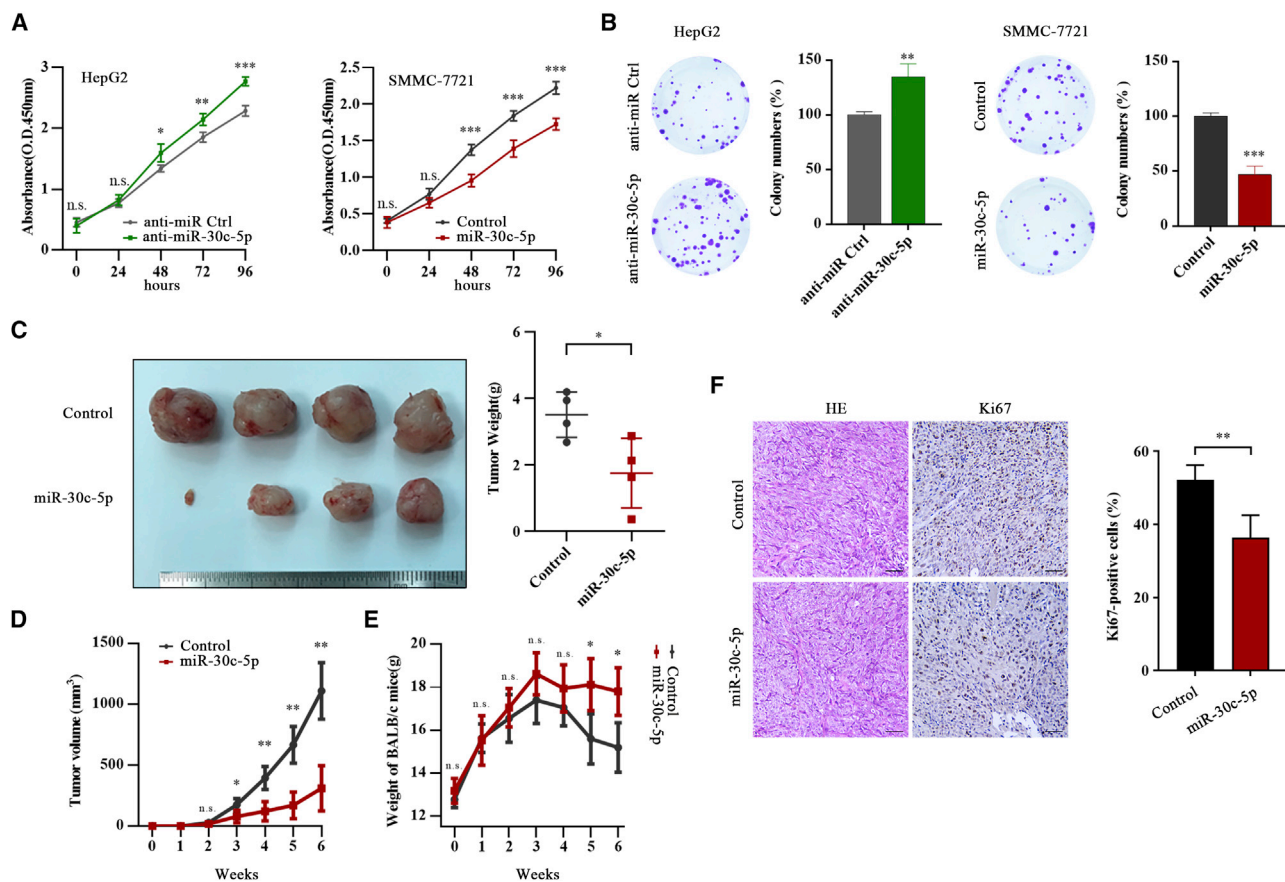 A
HepG2
Absorbance(O.D.450nm)
3
2
1
0
n.s.
n.s.
*
**
***
anti-miR Ctrl
anti-miR-30c-5p
0 24 48 72 96
hours
SMMC-7721
Absorbance(O.D.450nm)
2.5
2.0
1.5
1.0
0.5
0.0
n.s.
n.s.
***
***
***
Control
miR-30c-5p
0 24 48 72 96
hours
B
HepG2
anti-miR Ctrl
anti-miR-30c-5p
Colony numbers (%)
150
100
50
0
**
anti-miR Ctrl
anti-miR-30c-5p
SMMC-7721
Control
miR-30c-5p
Colony numbers (%)
150
100
50
0
***
Control
miR-30c-5p
C
Control
miR-30c-5p
mm
Tumor Weight(g)
6
4
2
0
*
Control
miR-30c-5p
D
Tumor volumc (mm3)
1500
1000
500
0
Control
miR-30c-5p
n.s.
*
**
**
**
0 1 2 3 4 5 6
Weeks
E
Weight of BALB/c mice(g)
20
18
16
14
12
n.s.
n.s.
n.s.
n.s.
n.s.
*
*
0 1 2 3 4 5 6
Weeks
Control
miR-30c-5p
F
HE
Ki67
Control
miR-30c-5p
Ki67-positive cells (%)
60
40
20
0
**
Control
miR-30c-5p